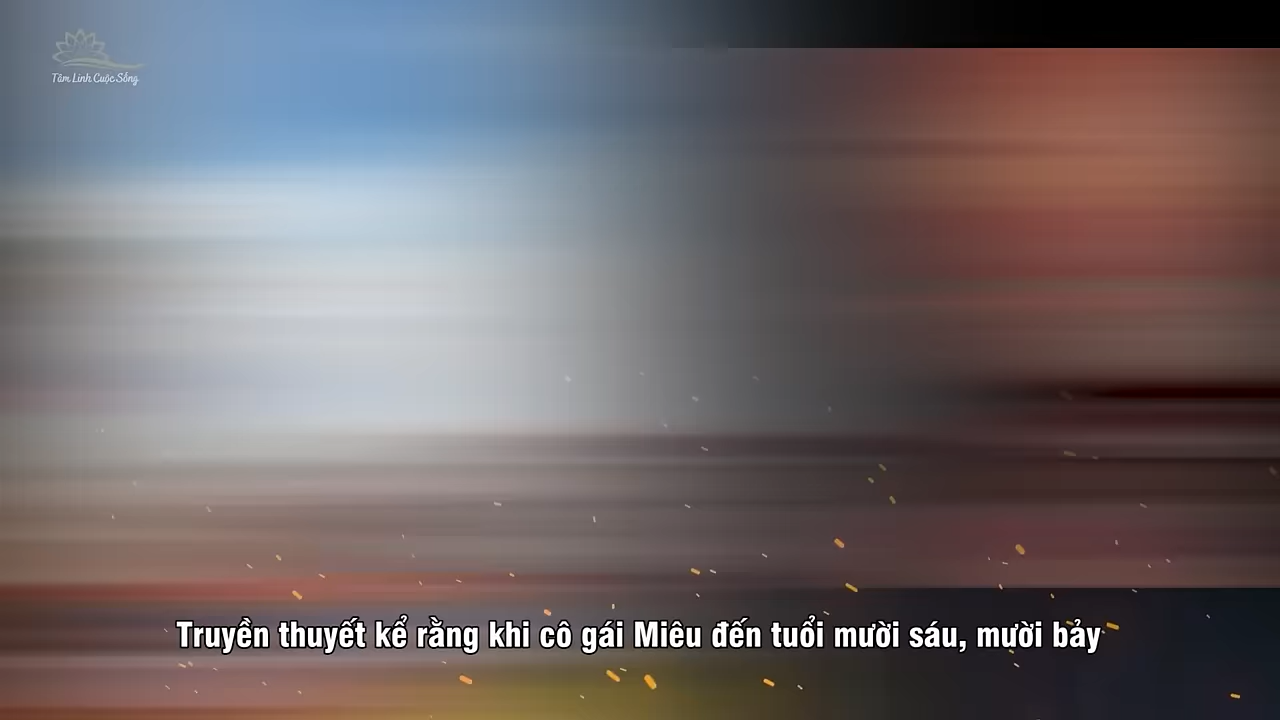 Tâm Linh Cuộc Sống
Truyền thuyết kể rằng khi cô gái Miêu đến tuổi mười sáu, mười bảy